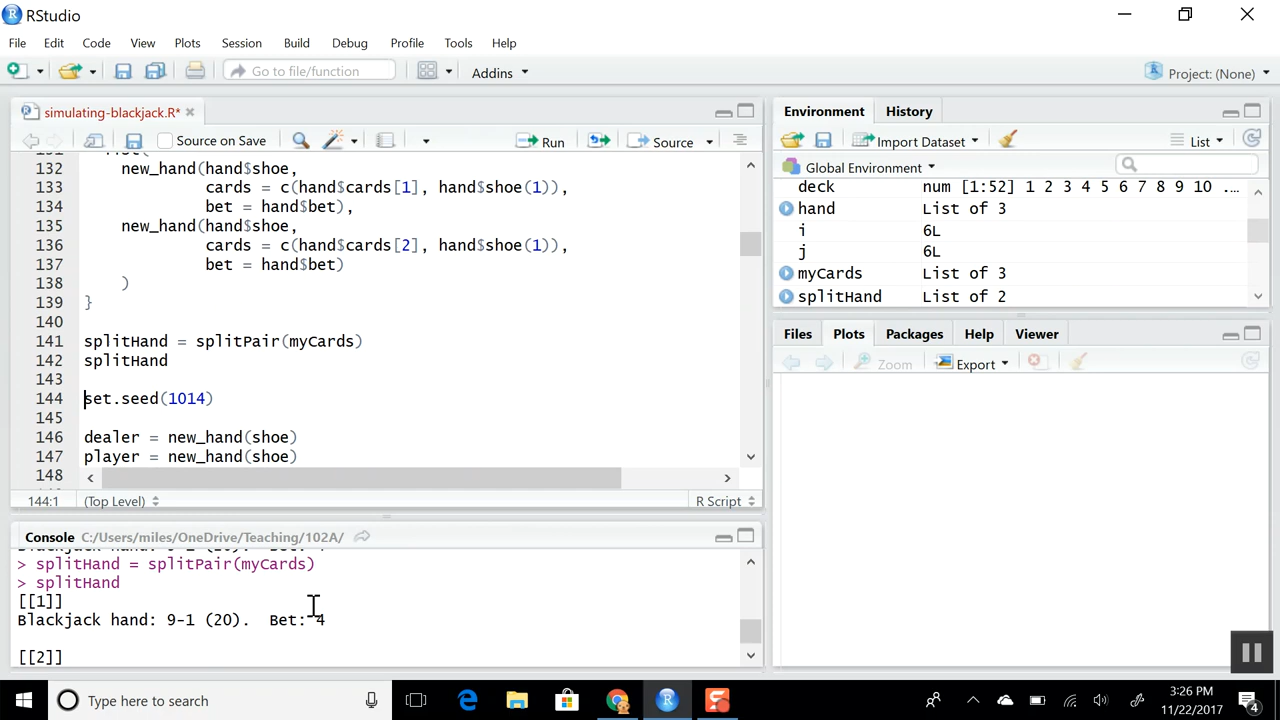 RStudio
File Edit Code View Plots Session Build Debug Profile Tools Help
Go to file/function Addins Project: (None)
simulating-blackjack.R*
Source on Save Run Source
132 new_hand(hand$shoe,
133 cards = c(hand$cards[1], hand$shoe(1)),
134 bet = hand$bet),
135 new_hand(hand$shoe,
136 cards = c(hand$cards[2], hand$shoe(1)),
137 bet = hand$bet)
138 )
139 }
140
141 splitHand = splitPair(myCards)
142 splitHand
143
144 set.seed(1014)
145
146 dealer = new_hand(shoe)
147 player = new_hand(shoe)
148
144:1 (Top Level) R Script
Console C:/Users/miles/OneDrive/Teaching/102A/
> splitHand = splitPair(myCards)
> splitHand
[[1]]
Blackjack hand: 9-1 (20).  Bet: 4
[[2]]
Environment History
Import Dataset List
Global Environment
deck num [1:52] 1 2 3 4 5 6 7 8 9 10 ...
hand List of 3
i 6L
j 6L
myCards List of 3
splitHand List of 2
Files Plots Packages Help Viewer
Zoom Export
Type here to search
3:26 PM
11/22/2017
4